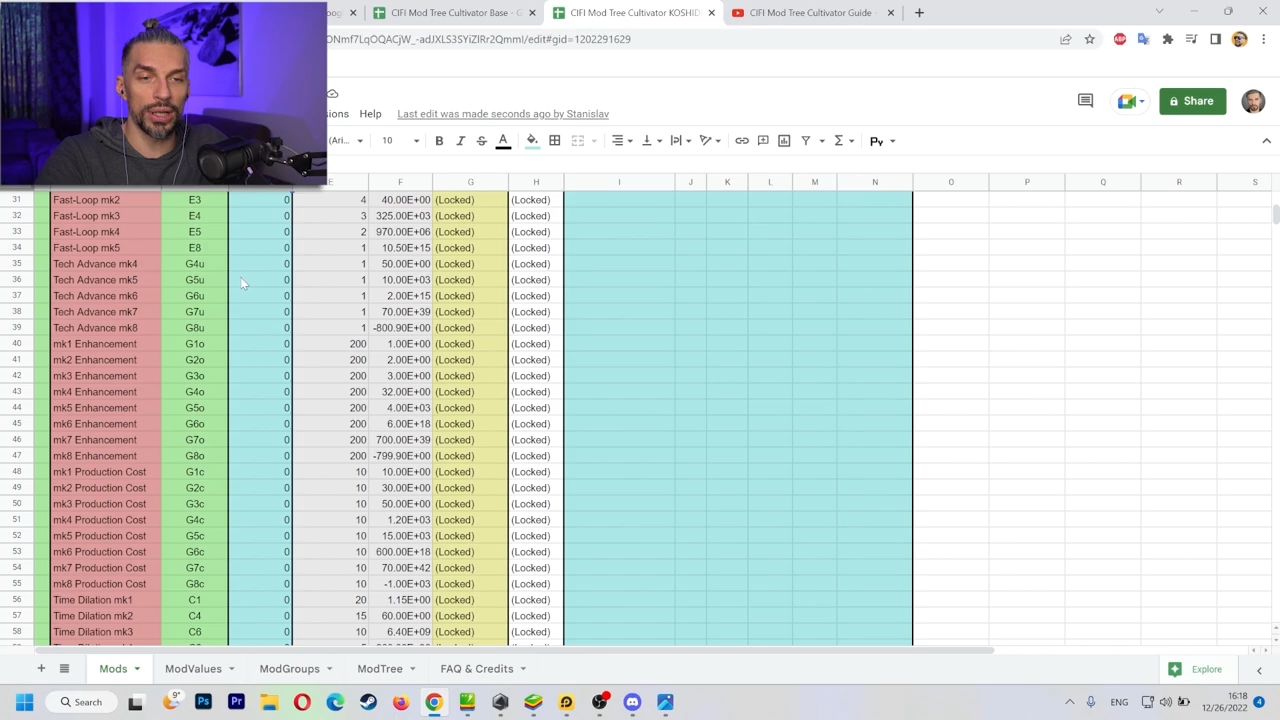 oog
CIFI Mod Tree Cultivator Base - G
CIFI Mod Tree Cultivator KOSHID
CIFI Mod Tree Cultivator Guide -
ABP
sions Help Last edit was made seconds ago by Stanislav
Share
(Ari... 10 B I S A Py
E F G H I J K L M N O P Q R S
31 Fast-Loop mk2 E3 0 4 40.00E+00 (Locked) (Locked)
32 Fast-Loop mk3 E4 0 3 325.00E+03 (Locked) (Locked)
33 Fast-Loop mk4 E5 0 2 970.00E+06 (Locked) (Locked)
34 Fast-Loop mk5 E8 0 1 10.50E+15 (Locked) (Locked)
35 Tech Advance mk4 G4u 0 1 50.00E+00 (Locked) (Locked)
36 Tech Advance mk5 G5u 0 1 10.00E+03 (Locked) (Locked)
37 Tech Advance mk6 G6u 0 1 2.00E+15 (Locked) (Locked)
38 Tech Advance mk7 G7u 0 1 70.00E+39 (Locked) (Locked)
39 Tech Advance mk8 G8u 0 1 -800.90E+00 (Locked) (Locked)
40 mk1 Enhancement G1o 0 200 1.00E+00 (Locked) (Locked)
41 mk2 Enhancement G2o 0 200 2.00E+00 (Locked) (Locked)
42 mk3 Enhancement G3o 0 200 3.00E+00 (Locked) (Locked)
43 mk4 Enhancement G4o 0 200 32.00E+00 (Locked) (Locked)
44 mk5 Enhancement G5o 0 200 4.00E+03 (Locked) (Locked)
45 mk6 Enhancement G6o 0 200 6.00E+18 (Locked) (Locked)
46 mk7 Enhancement G7o 0 200 700.00E+39 (Locked) (Locked)
47 mk8 Enhancement G8o 0 200 -799.90E+00 (Locked) (Locked)
48 mk1 Production Cost G1c 0 10 10.00E+00 (Locked) (Locked)
49 mk2 Production Cost G2c 0 10 30.00E+00 (Locked) (Locked)
50 mk3 Production Cost G3c 0 10 50.00E+00 (Locked) (Locked)
51 mk4 Production Cost G4c 0 10 1.20E+03 (Locked) (Locked)
52 mk5 Production Cost G5c 0 10 15.00E+03 (Locked) (Locked)
53 mk6 Production Cost G6c 0 10 600.00E+18 (Locked) (Locked)
54 mk7 Production Cost G7c 0 10 70.00E+42 (Locked) (Locked)
55 mk8 Production Cost G8c 0 10 -1.00E+03 (Locked) (Locked)
56 Time Dilation mk1 C1 0 20 1.15E+00 (Locked) (Locked)
57 Time Dilation mk2 C4 0 15 60.00E+00 (Locked) (Locked)
58 Time Dilation mk3 C6 0 10 6.40E+09 (Locked) (Locked)
Mods ModValues ModGroups ModTree FAQ & Credits Explore
Search 9° Ps Pr 16:18
12/26/2022 4